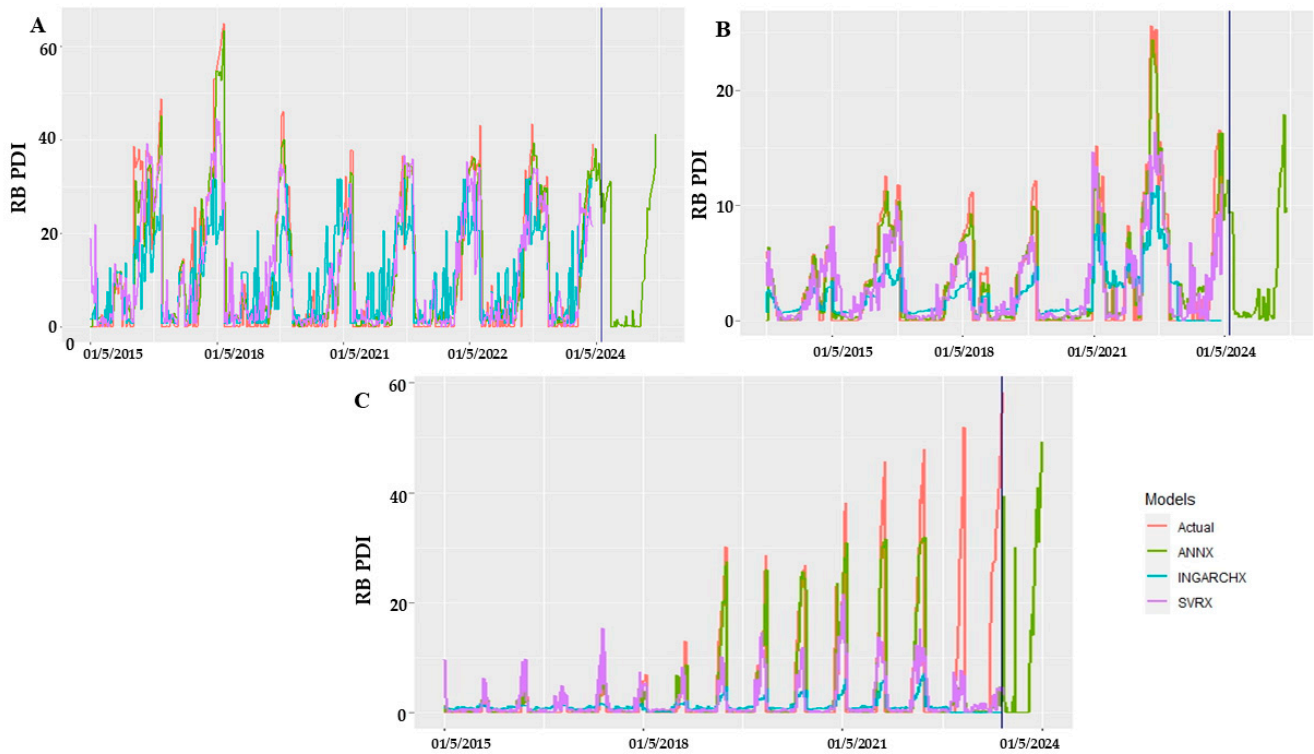 A
RB PDI
60
40
20
0
0
01/5/2015 01/5/2018 01/5/2021 01/5/2022 01/5/2024
B
RB PDI
20
10
0
01/5/2015 01/5/2018 01/5/2021 01/5/2024
C
RB PDI
60
40
20
0
01/5/2015 01/5/2018 01/5/2021 01/5/2024
Models
Actual
ANNX
INGARCHX
SVRX